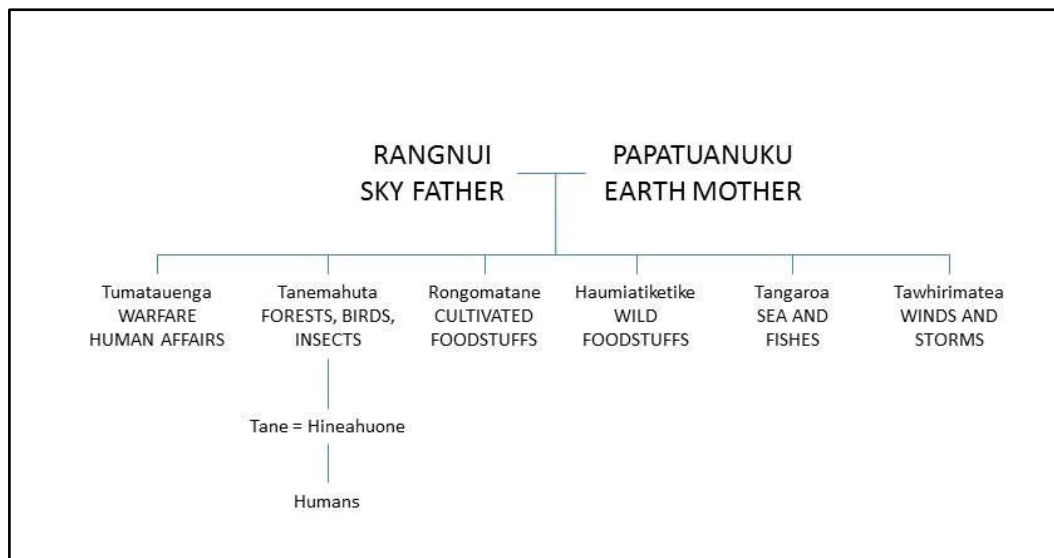 RANGNUI
SKY FATHER
PAPATUANUKU
EARTH MOTHER
Tumatauenga
WARFARE
HUMAN AFFAIRS
Tanemahuta
FORESTS, BIRDS,
INSECTS
Rongomatane
CULTIVATED
FOODSTUFFS
Haumiatiketike
WILD
FOODSTUFFS
Tangaroa
SEA AND
FISHES
Tawhirimatea
WINDS AND
STORMS
Tane = Hineahuone
Humans